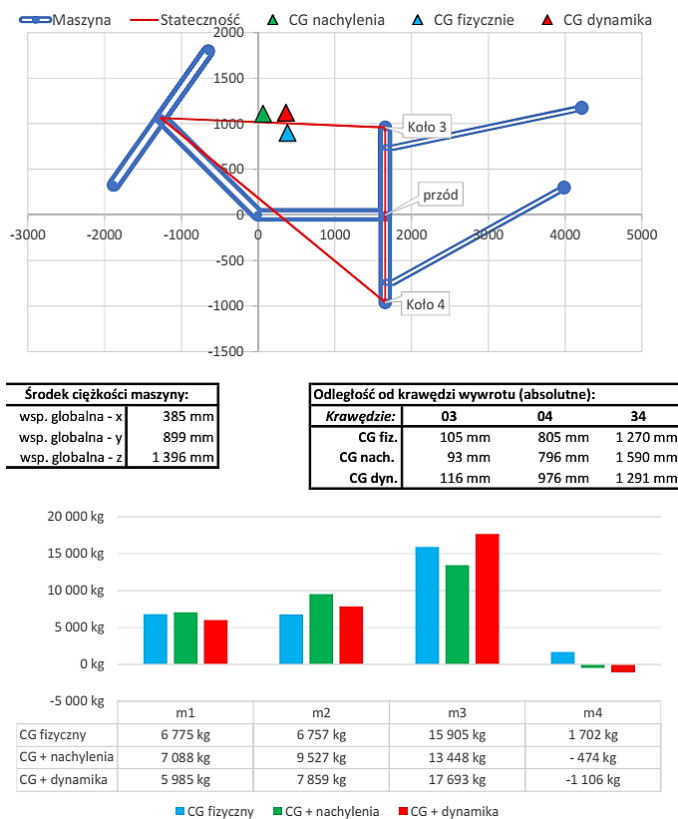 Maszyna Stateczność CG nachylenia CG fizycznie CG dynamika
2000
1500
1000
Koło 3
500
przód
0
-3000 -2000 -1000 0 1000 2000 3000 4000 5000
-500
Koło 4
-1000
-1500
Środek ciężkości maszyny:
wsp. globalna - x 385 mm
wsp. globalna - y 899 mm
wsp. globalna - z 1 396 mm
Odległość od krawędzi wywrotu (absolutne):
Krawędzie: 03 04 34
CG fiz. 105 mm 805 mm 1 270 mm
CG nach. 93 mm 796 mm 1 590 mm
CG dyn. 116 mm 976 mm 1 291 mm
20 000 kg
15 000 kg
10 000 kg
5 000 kg
0 kg
-5 000 kg
m1 m2 m3 m4
CG fizyczny 6 775 kg 6 757 kg 15 905 kg 1 702 kg
CG + nachylenia 7 088 kg 9 527 kg 13 448 kg - 474 kg
CG + dynamika 5 985 kg 7 859 kg 17 693 kg -1 106 kg
CG fizyczny CG + nachylenia CG + dynamika